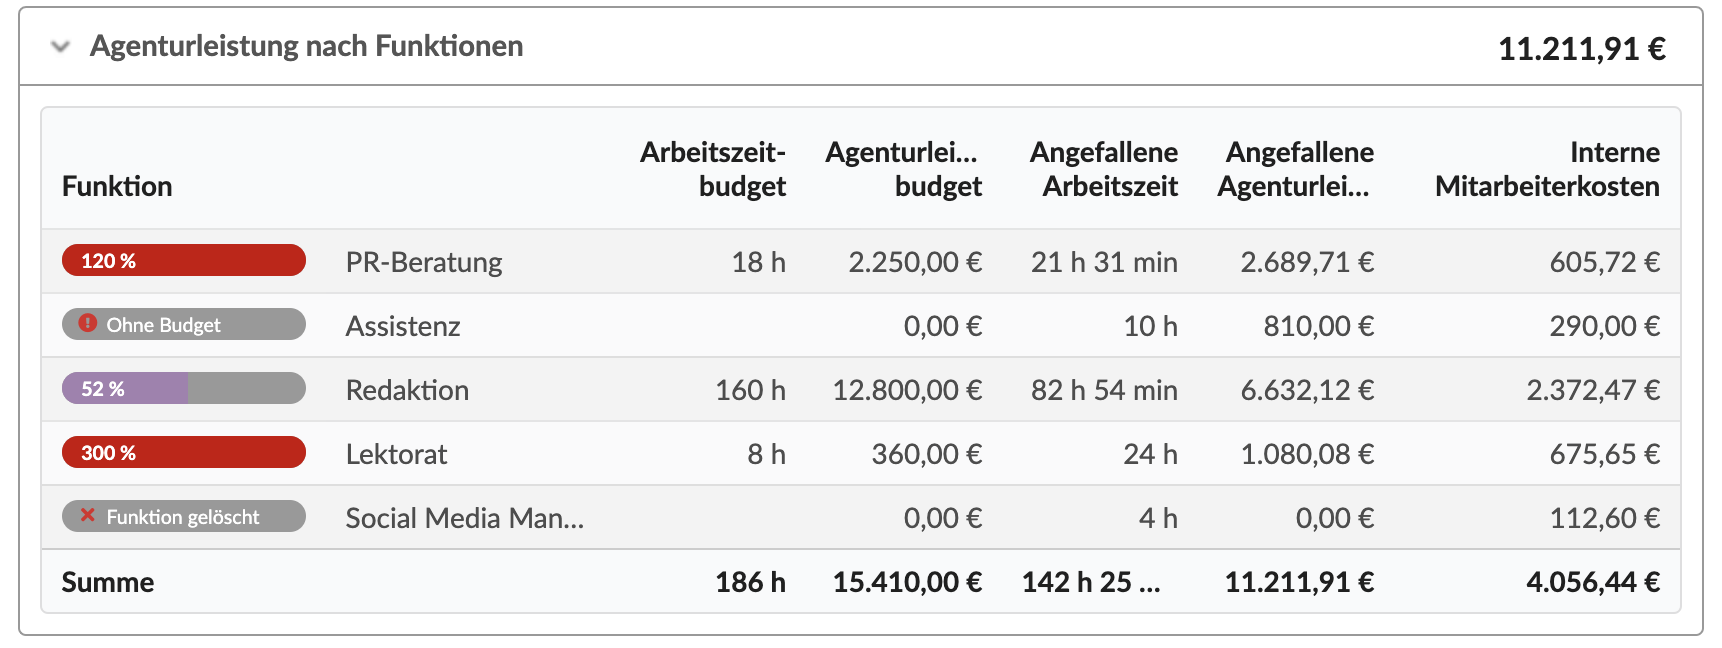 Agenturleistung nach Funktionen 11.211,91 €
Funktion Arbeitszeit-budget Agenturlei... budget Angefallene Arbeitszeit Angefallene Agenturlei... Interne Mitarbeiterkosten
120 % PR-Beratung 18 h 2.250,00 € 21 h 31 min 2.689,71 € 605,72 €
Ohne Budget Assistenz 0,00 € 10 h 810,00 € 290,00 €
52 % Redaktion 160 h 12.800,00 € 82 h 54 min 6.632,12 € 2.372,47 €
300 % Lektorat 8 h 360,00 € 24 h 1.080,08 € 675,65 €
Funktion gelöscht Social Media Man... 0,00 € 4 h 0,00 € 112,60 €
Summe 186 h 15.410,00 € 142 h 25 ... 11.211,91 € 4.056,44 €